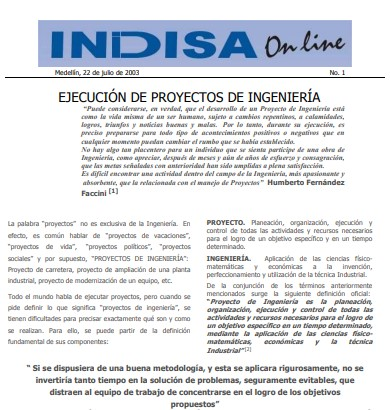 INDISA On line
Medellín, 22 de julio de 2003
No. 1
EJECUCIÓN DE PROYECTOS DE INGENIERÍA
"Puede considerarse, en verdad, que el desarrollo de un Proyecto de Ingeniería está
como la vida misma de un ser humano, sujeto a cambios repentinos, a calamidades,
logros, triunfos y noticias buenas y malas. Por lo tanto, durante su ejecución, es
preciso prepararse para todo tipo de acontecimientos positivos o negativos que en
cualquier momento puedan cambiar el rumbo que se había establecido.
No hay algo tan placentero para un individuo que se sienta partícipe de una obra de
Ingeniería, como apreciar, después de meses y aún de años de esfuerzo y consagración,
que las metas señaladas con anterioridad han sido ampliadas a plena satisfacción.
Es difícil encontrar una actividad dentro del campo de la Ingeniería, más apasionante y
absorbente, que la relacionada con el manejo de Proyectos" Humberto Fernández
Faccini [1]
La palabra "proyectos" no es exclusiva de la Ingeniería. En
efecto, es común hablar de "proyectos de vacaciones",
"proyectos de vida", "proyectos políticos", "proyectos
sociales" y por supuesto, "PROYECTOS DE INGENIERÍA":
Proyecto de carretera, proyecto de ampliación de una planta
industrial, proyecto de modernización de un equipo, etc.
Todo el mundo habla de ejecutar proyectos, pero cuando se
pide definir lo que significa "proyectos de ingeniería", se
tienen dificultades para precisar exactamente qué son y como
se realizan. Para ello, se puede partir de la definición
fundamental de sus componentes:
PROYECTO. Planeación, organización, ejecución y
control de todas las actividades y recursos necesarios
para el logro de un objetivo específico y en un tiempo
determinado.
INGENIERÍA. Aplicación de las ciencias físico-
matemáticas y económicas a la invención,
perfeccionamiento y utilización de la técnica Industrial.
De la conjunción de los términos anteriormente
mencionados surge la siguiente definición oficial:
"Proyecto de Ingeniería es la planeación,
organización, ejecución y control de todas las
actividades y recursos necesarios para el logro de
un objetivo específico en un tiempo determinado,
mediante la aplicación de las ciencias físico-
matemáticas, económicas y la técnica
Industrial"[2]
" Si se dispusiera de una buena metodología, y esta se aplicara rigurosamente, no se
invertiría tanto tiempo en la solución de problemas, seguramente evitables, que
distraen al equipo de trabajo de concentrarse en el logro de los objetivos
propuestos"